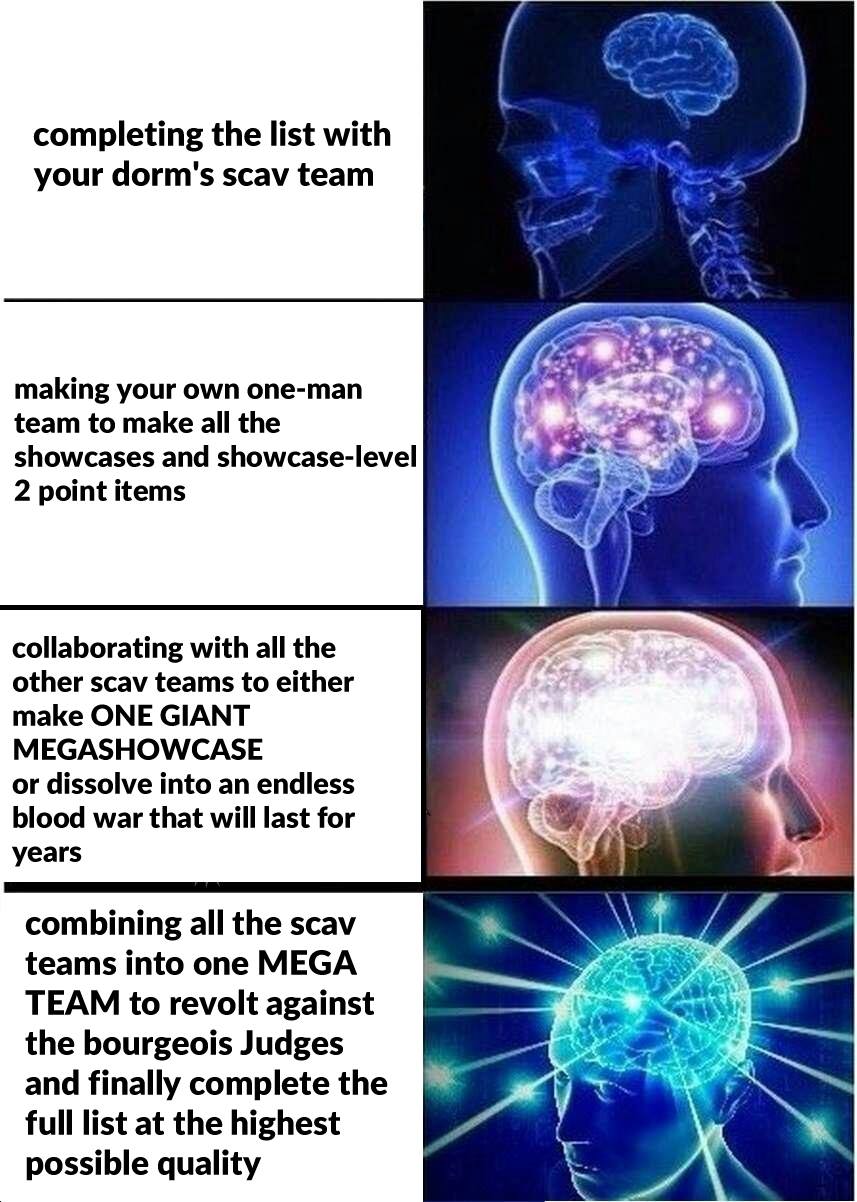 completing the list with
your dorm's scav team
making your own one-man
team to make all the
showcases and showcase-level
2 point items
collaborating with all the
other scav teams to either
make ONE GIANT
MEGASHOWCASE
or dissolve into an endless
blood war that will last for
years
combining all the scav
teams into one MEGA
TEAM to revolt against
the bourgeois Judges
and finally complete the
full list at the highest
possible quality